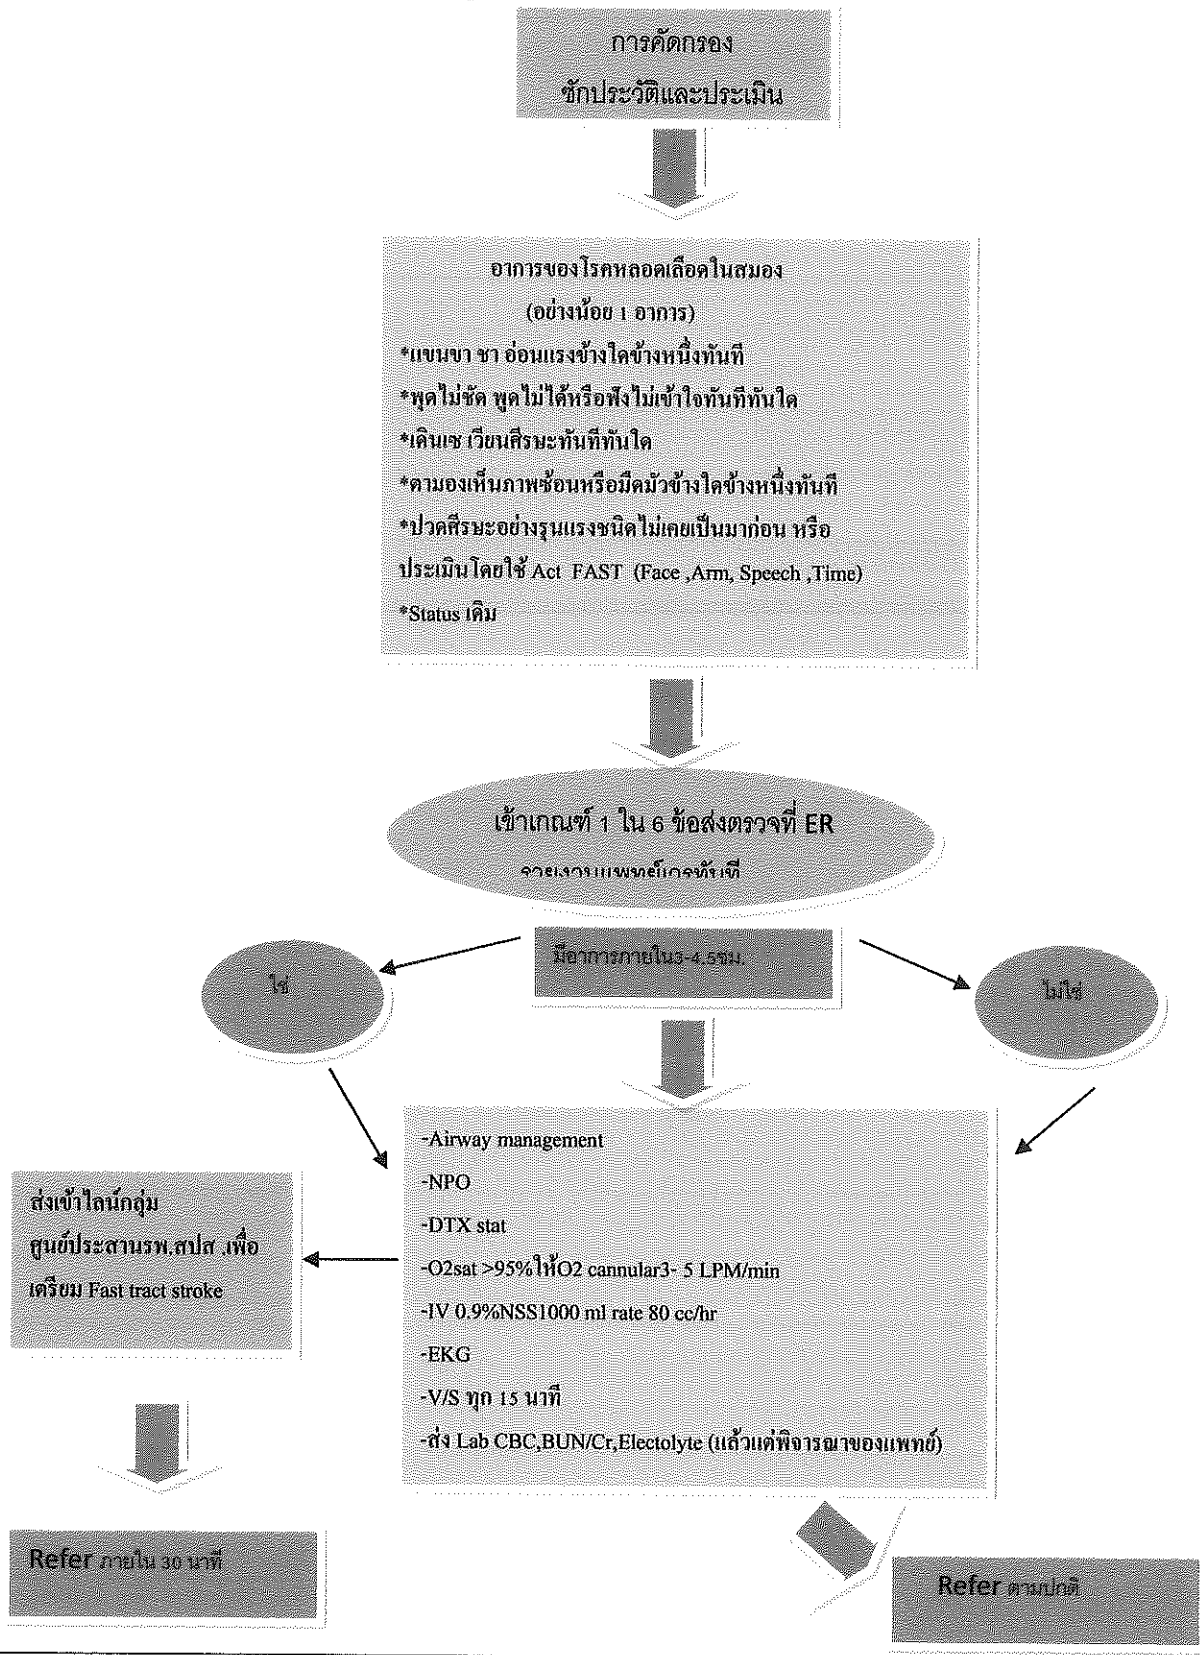 การคัดกรอง
ซักประวัติและประเมิน
อาการของโรคหลอดเลือดในสมอง
(อย่างน้อย 1 อาการ)
*แขนขา ชา อ่อนแรงข้างใดข้างหนึ่งทันที
*พุดไม่ชัด พูดไม่ได้หรือฟังไม่เข้าใจทันทีทันใด
*เดินเซ เวียนศีรษะทันทีทันใด
*ตามองเห็นภาพซ้อนหรือมืดมัวข้างใดข้างหนึ่งทันที
*ปวดศีรษะอย่างรุนแรงชนิดไม่เคยเป็นมาก่อน หรือ
ประเมินโดยใช้ Act FAST (Face ,Arm, Speech ,Time)
*Status เดิม
เข้าเกณฑ์ 1 ใน 6 ข้อส่งตรวจที่ ER
รายงานแพทย์เวรทันที
มีอาการภายใน3-4.5ชม.
ใช่
ไม่ใช่
-Airway management
-NPO
-DTX stat
-O2sat >95%ให้O2 cannular3- 5 LPM/min
-IV 0.9%NSS1000 ml rate 80 cc/hr
-EKG
-V/S ทุก 15 นาที
-ส่ง Lab CBC,BUN/Cr,Electolyte (แล้วแต่พิจารณาของแพทย์)
ส่งเข้าไลน์กลุ่ม
ศูนย์ประสานรพ.สปส .เพื่อ
เตรียม Fast tract stroke
Refer ภายใน 30 นาที
Refer ตามปกติ